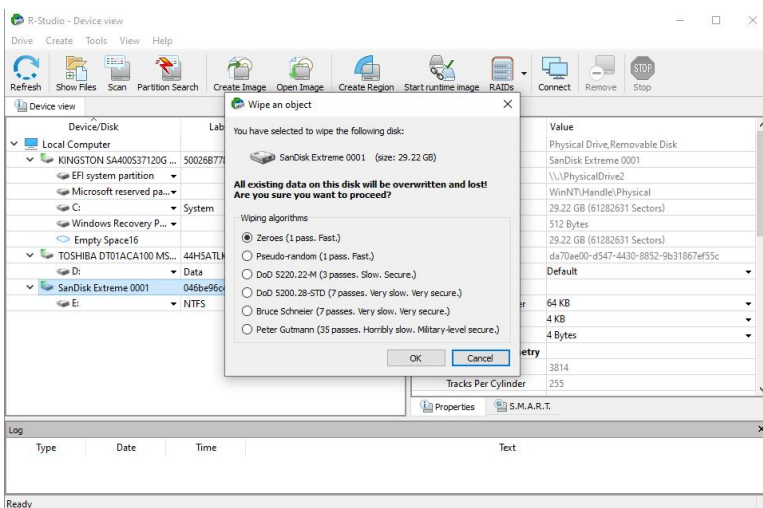 R-Studio - Device view
Drive Create Tools View Help
Refresh Show Files Scan Partition Search Create Image Open Image Create Region Start runtime image RAIDs Connect Remove Stop
STOP
Device view
Device/Disk Lab
Local Computer
KINGSTON SA400S37120G ... 50026B77
EFI system partition
Microsoft reserved pa...
C: System
Windows Recovery P...
Empty Space16
TOSHIBA DT01ACA100 MS... 44H5ATL
D: Data
SanDisk Extreme 0001 046be96c
E: NTFS
Wipe an object
You have selected to wipe the following disk:
SanDisk Extreme 0001 (size: 29.22 GB)
All existing data on this disk will be overwritten and lost!
Are you sure you want to proceed?
Wiping algorithms
Zeroes (1 pass. Fast.)
Pseudo-random (1 pass. Fast.)
DoD 5220.22-M (3 passes. Slow. Secure.)
DoD 5200.28-STD (7 passes. Very slow. Very secure.)
Bruce Schneier (7 passes. Very slow. Very secure.)
Peter Gutmann (35 passes. Horribly slow. Military-level secure.)
OK Cancel
Value
Physical Drive,Removable Disk
SanDisk Extreme 0001
\\.\PhysicalDrive2
WinNT\Handle\Physical
29.22 GB (61282631 Sectors)
512 Bytes
29.22 GB (61282631 Sectors)
da70ae00-d547-4430-8852-9b31867ef55c
Default
er 64 KB
4 KB
4 Bytes
etry
3814
Tracks Per Cylinder 255
Properties S.M.A.R.T.
Log
Type Date Time Text
Ready